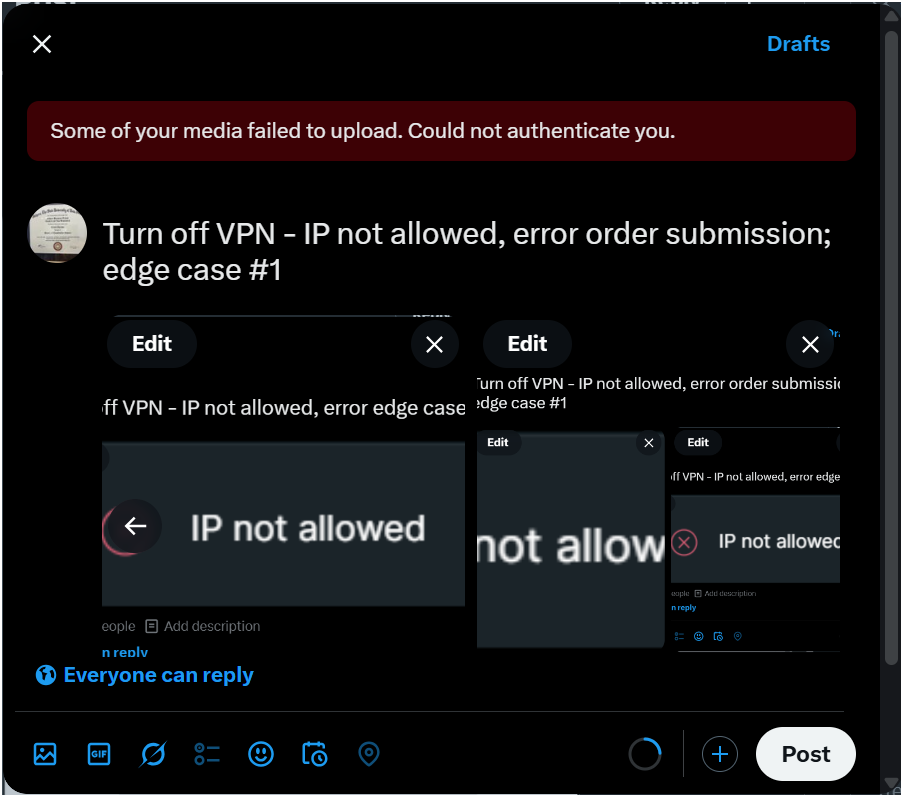 Drafts
Some of your media failed to upload. Could not authenticate you.
Turn off VPN - IP not allowed, error order submission;
edge case #1
Edit
ff VPN - IP not allowed, error edge case
IP not allowed
eople Add description
n reply
Edit
Turn off VPN - IP not allowed, error order submissi
edge case #1
Edit
not allow
Edit
off VPN - IP not allowed, error edge
IP not allowed
eople Add description
n reply
Everyone can reply
GIF
Post